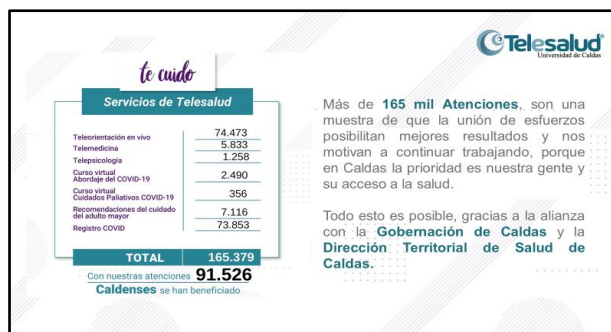 Telesalud®
Universidad de Caldas
te cuido
Servicios de Telesalud
Teleorientación en vivo 74.473
Telemedicina 5.833
Telepsicología 1.258
Curso virtual
Abordaje del COVID-19 2.490
Curso virtual
Cuidados Paliativos COVID-19 356
Recomendaciones del cuidado
del adulto mayor 7.116
Registro COVID 73.853
TOTAL 165.379
Con nuestras atenciones 91.526
Caldenses se han beneficiado
Más de 165 mil Atenciones, son una
muestra de que la unión de esfuerzos
posibilitan mejores resultados y nos
motivan a continuar trabajando, porque
en Caldas la prioridad es nuestra gente y
su acceso a la salud.
Todo esto es posible, gracias a la alianza
con la Gobernación de Caldas y la
Dirección Territorial de Salud de
Caldas.